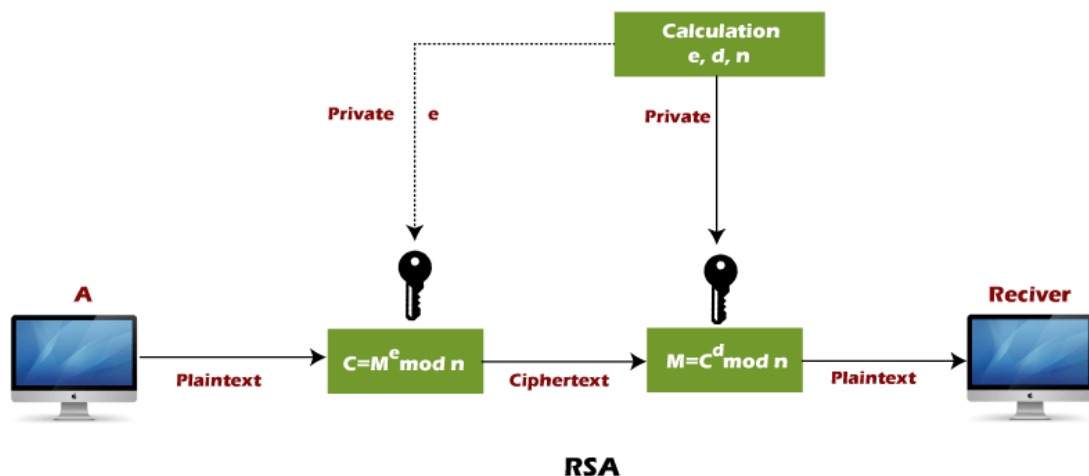 Calculation
e, d, n
Private e
Private
A
Reciver
Plaintext
C=M^e mod n
Ciphertext
M=C^d mod n
Plaintext
RSA